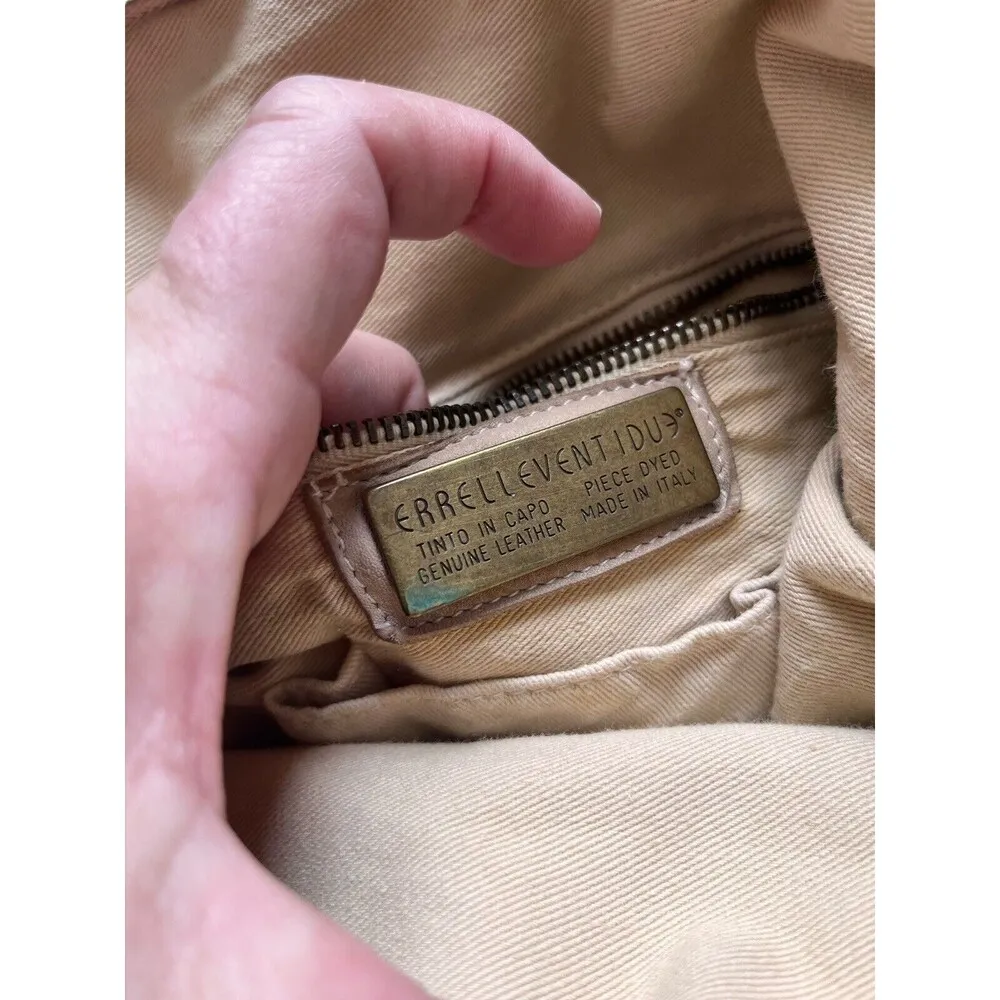 ERRELLEVENTIDUE®
TINTO IN CAPO PIECE DYED
GENUINE LEATHER MADE IN ITALY